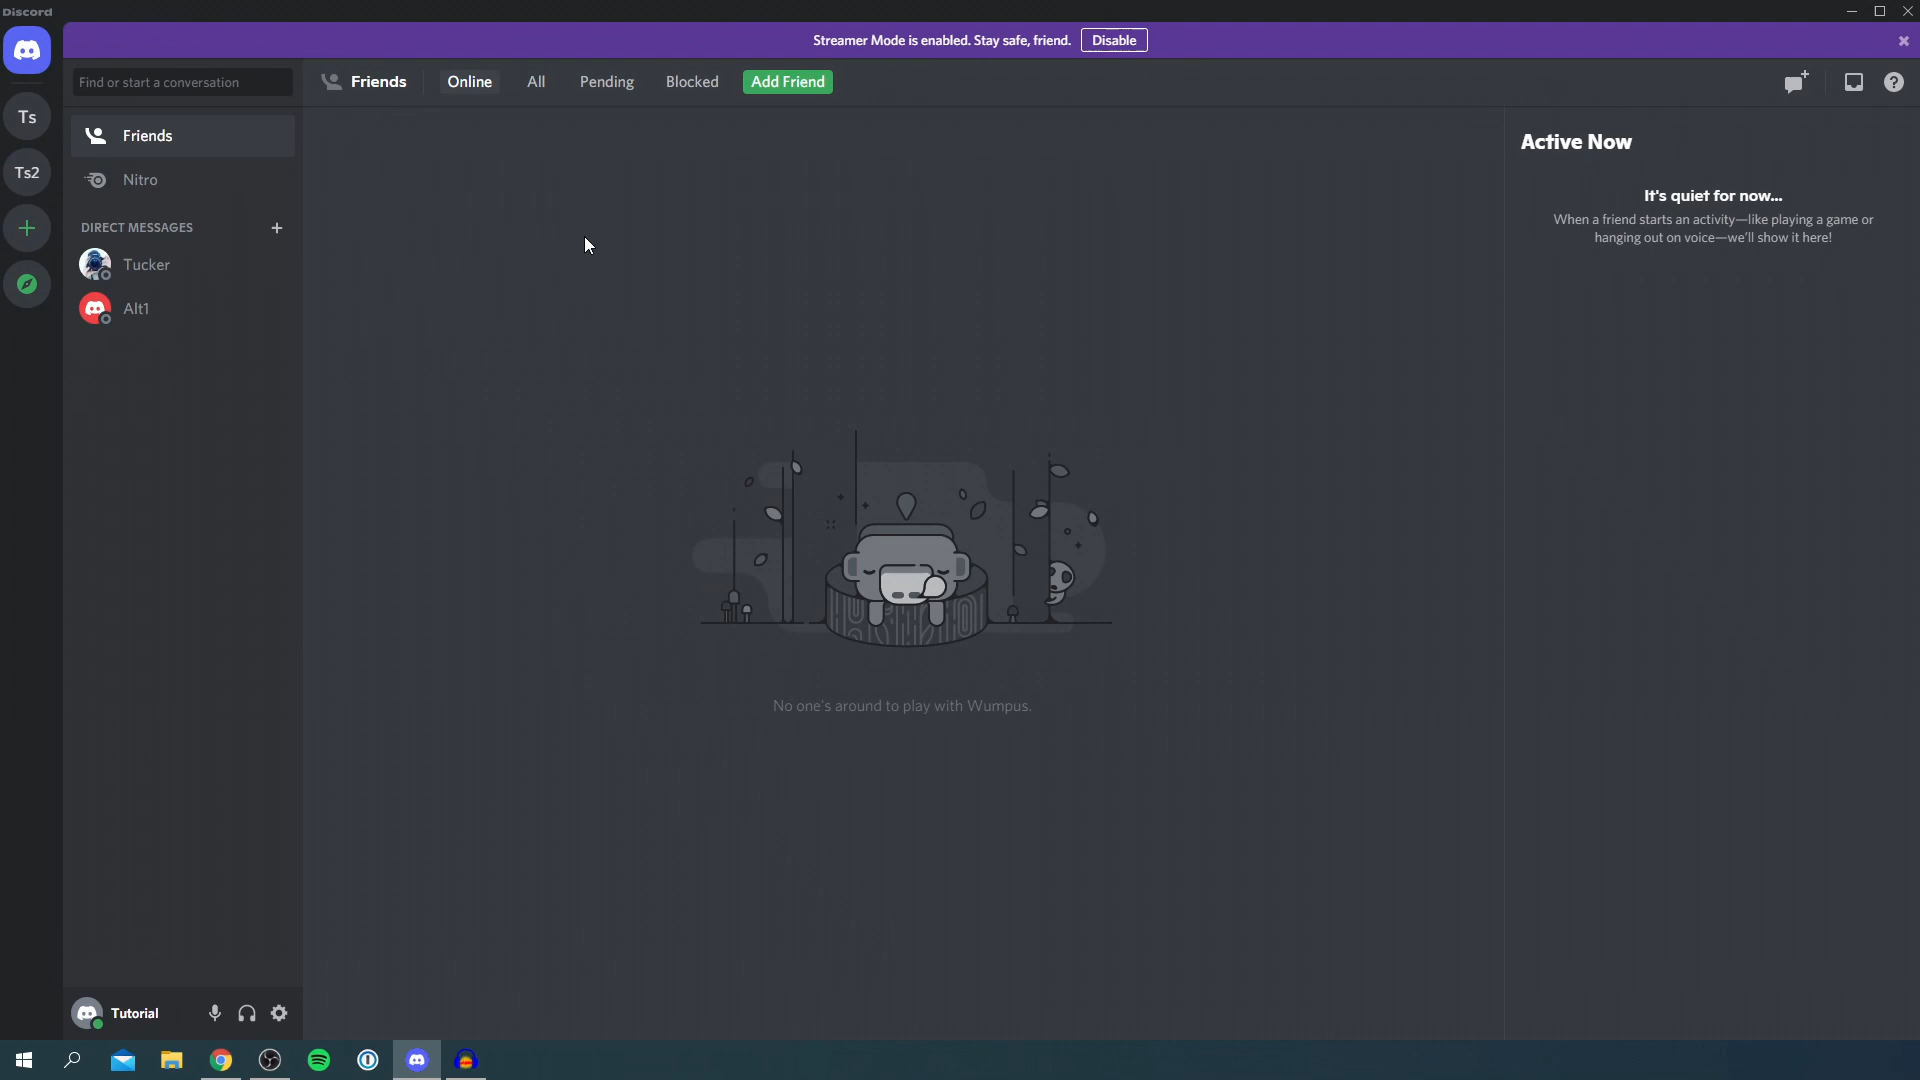 Discord
Streamer Mode is enabled. Stay safe, friend. Disable
Find or start a conversation
Friends Online All Pending Blocked Add Friend
Ts
Ts2
Friends
Nitro
DIRECT MESSAGES
Tucker
Alt1
No one's around to play with Wumpus.
Active Now
It's quiet for now...
When a friend starts an activity—like playing a game or
hanging out on voice—we'll show it here!
Tutorial